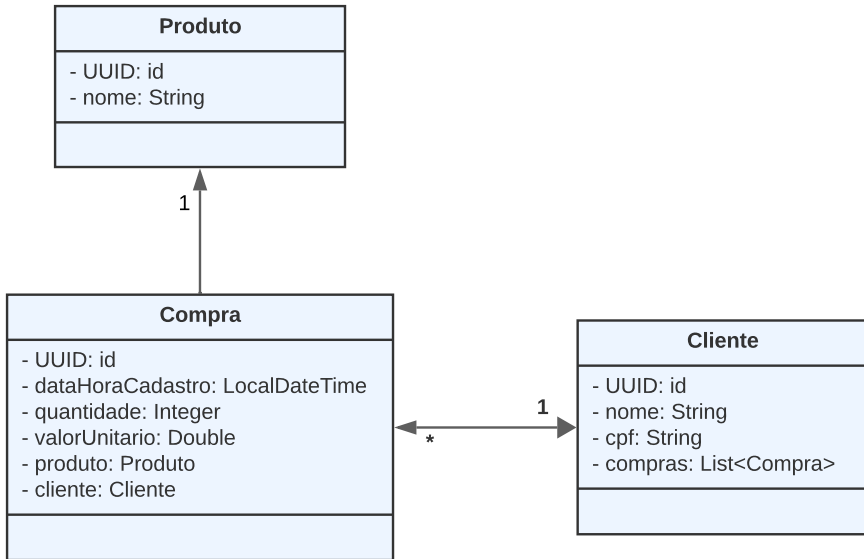 Produto
- UUID: id
- nome: String
1
Compra
- UUID: id
- dataHoraCadastro: LocalDateTime
- quantidade: Integer
- valorUnitario: Double
- produto: Produto
- cliente: Cliente
*
1
Cliente
- UUID: id
- nome: String
- cpf: String
- compras: List<Compra>